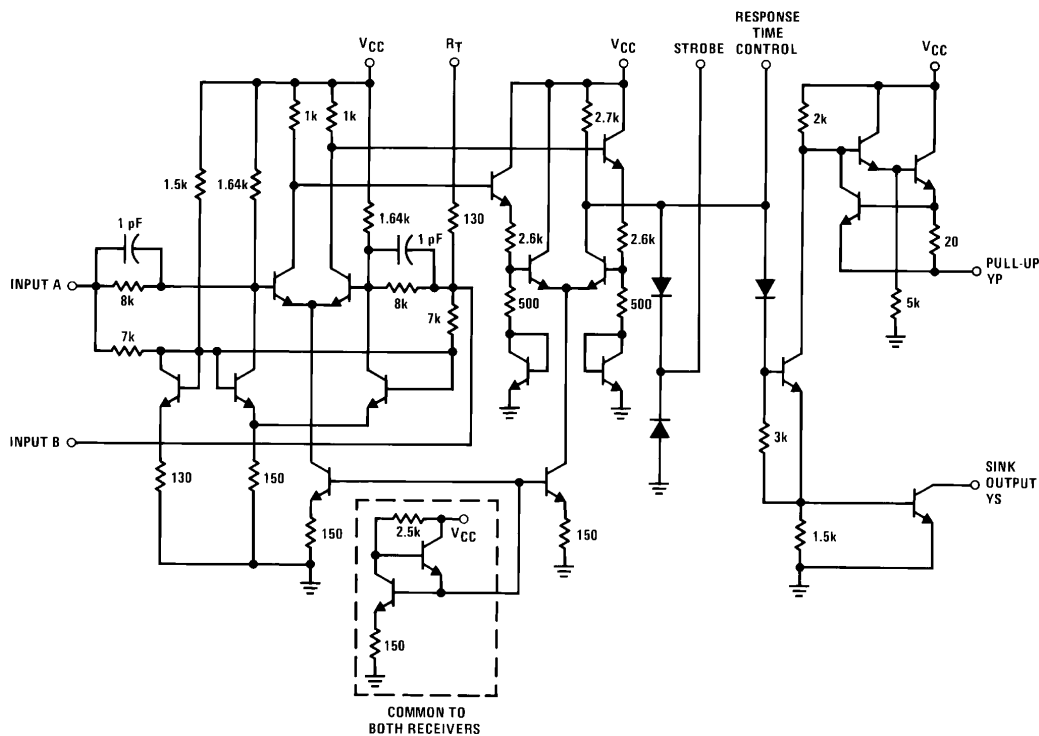 RESPONSE
TIME
CONTROL
VCC
RT
VCC
STROBE
VCC
1k
1k
2.7k
2k
1.5k
1.64k
1.64k
130
1 pF
1 pF
2.6k
2.6k
20
INPUT A
8k
8k
PULL-UP
YP
7k
7k
500
500
5k
INPUT B
3k
130
150
SINK
OUTPUT
YS
150
2.5k
VCC
150
1.5k
150
COMMON TO
BOTH RECEIVERS